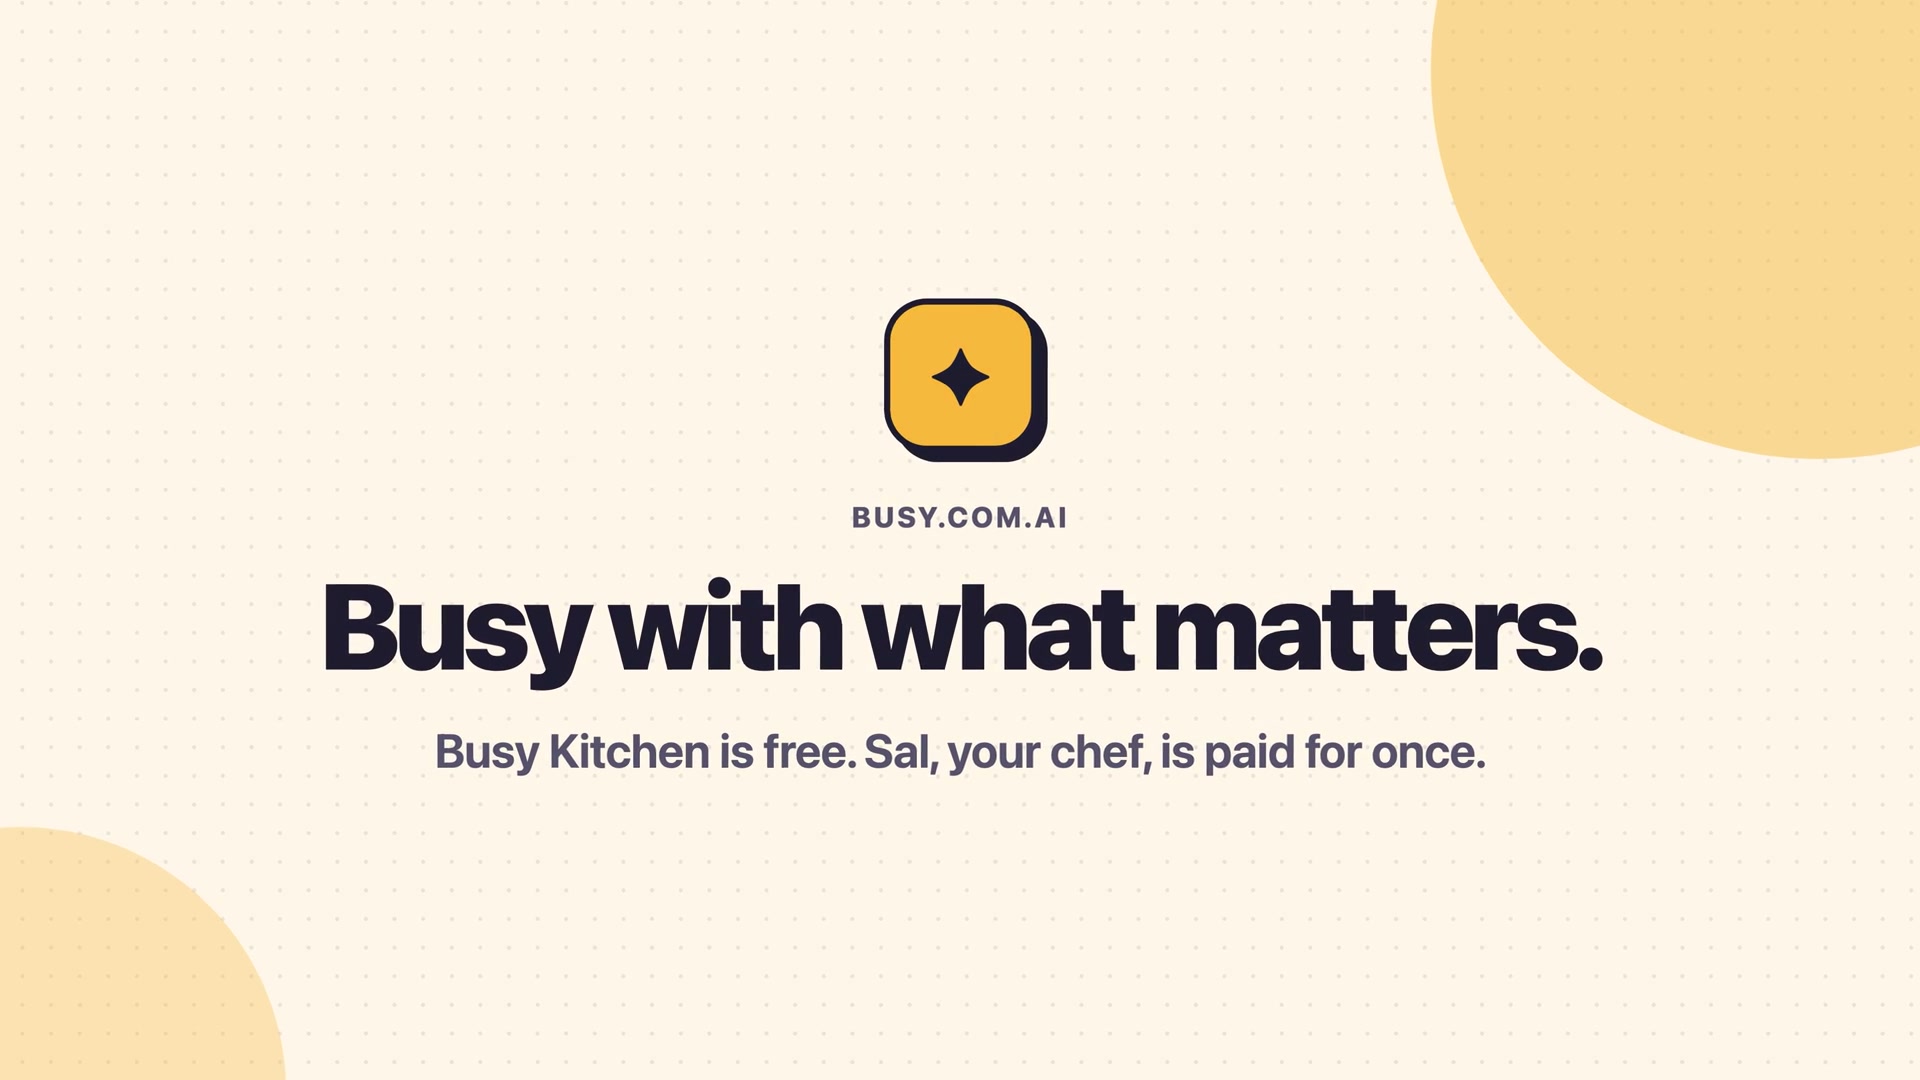 BUSY.COM.AI
Busy with what matters.
Busy Kitchen is free. Sal, your chef, is paid for once.